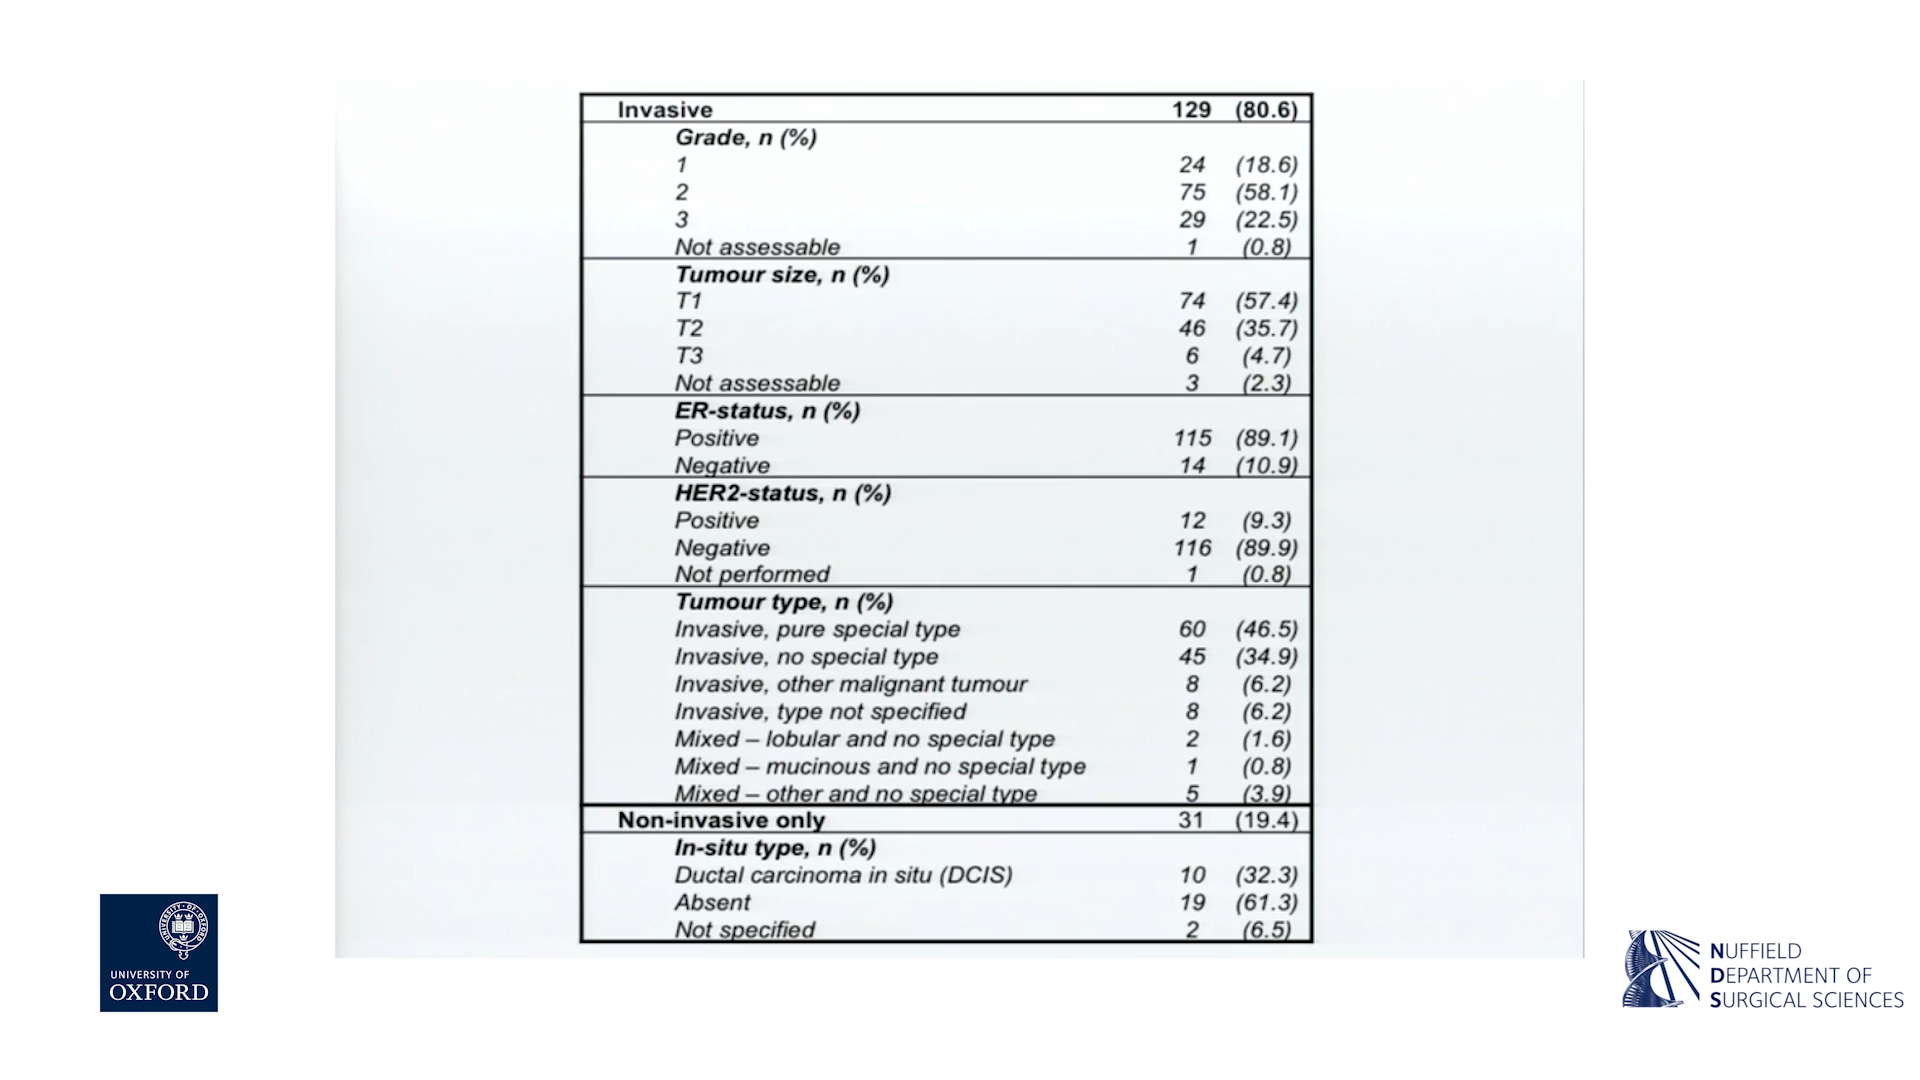 Invasive 129 (80.6)
Grade, n (%)
1 24 (18.6)
2 75 (58.1)
3 29 (22.5)
Not assessable 1 (0.8)
Tumour size, n (%)
T1 74 (57.4)
T2 46 (35.7)
T3 6 (4.7)
Not assessable 3 (2.3)
ER-status, n (%)
Positive 115 (89.1)
Negative 14 (10.9)
HER2-status, n (%)
Positive 12 (9.3)
Negative 116 (89.9)
Not performed 1 (0.8)
Tumour type, n (%)
Invasive, pure special type 60 (46.5)
Invasive, no special type 45 (34.9)
Invasive, other malignant tumour 8 (6.2)
Invasive, type not specified 8 (6.2)
Mixed – lobular and no special type 2 (1.6)
Mixed – mucinous and no special type 1 (0.8)
Mixed – other and no special type 5 (3.9)
Non-invasive only 31 (19.4)
In-situ type, n (%)
Ductal carcinoma in situ (DCIS) 10 (32.3)
Absent 19 (61.3)
Not specified 2 (6.5)
UNIVERSITY OF
OXFORD
NUFFIELD
DEPARTMENT OF
SURGICAL SCIENCES